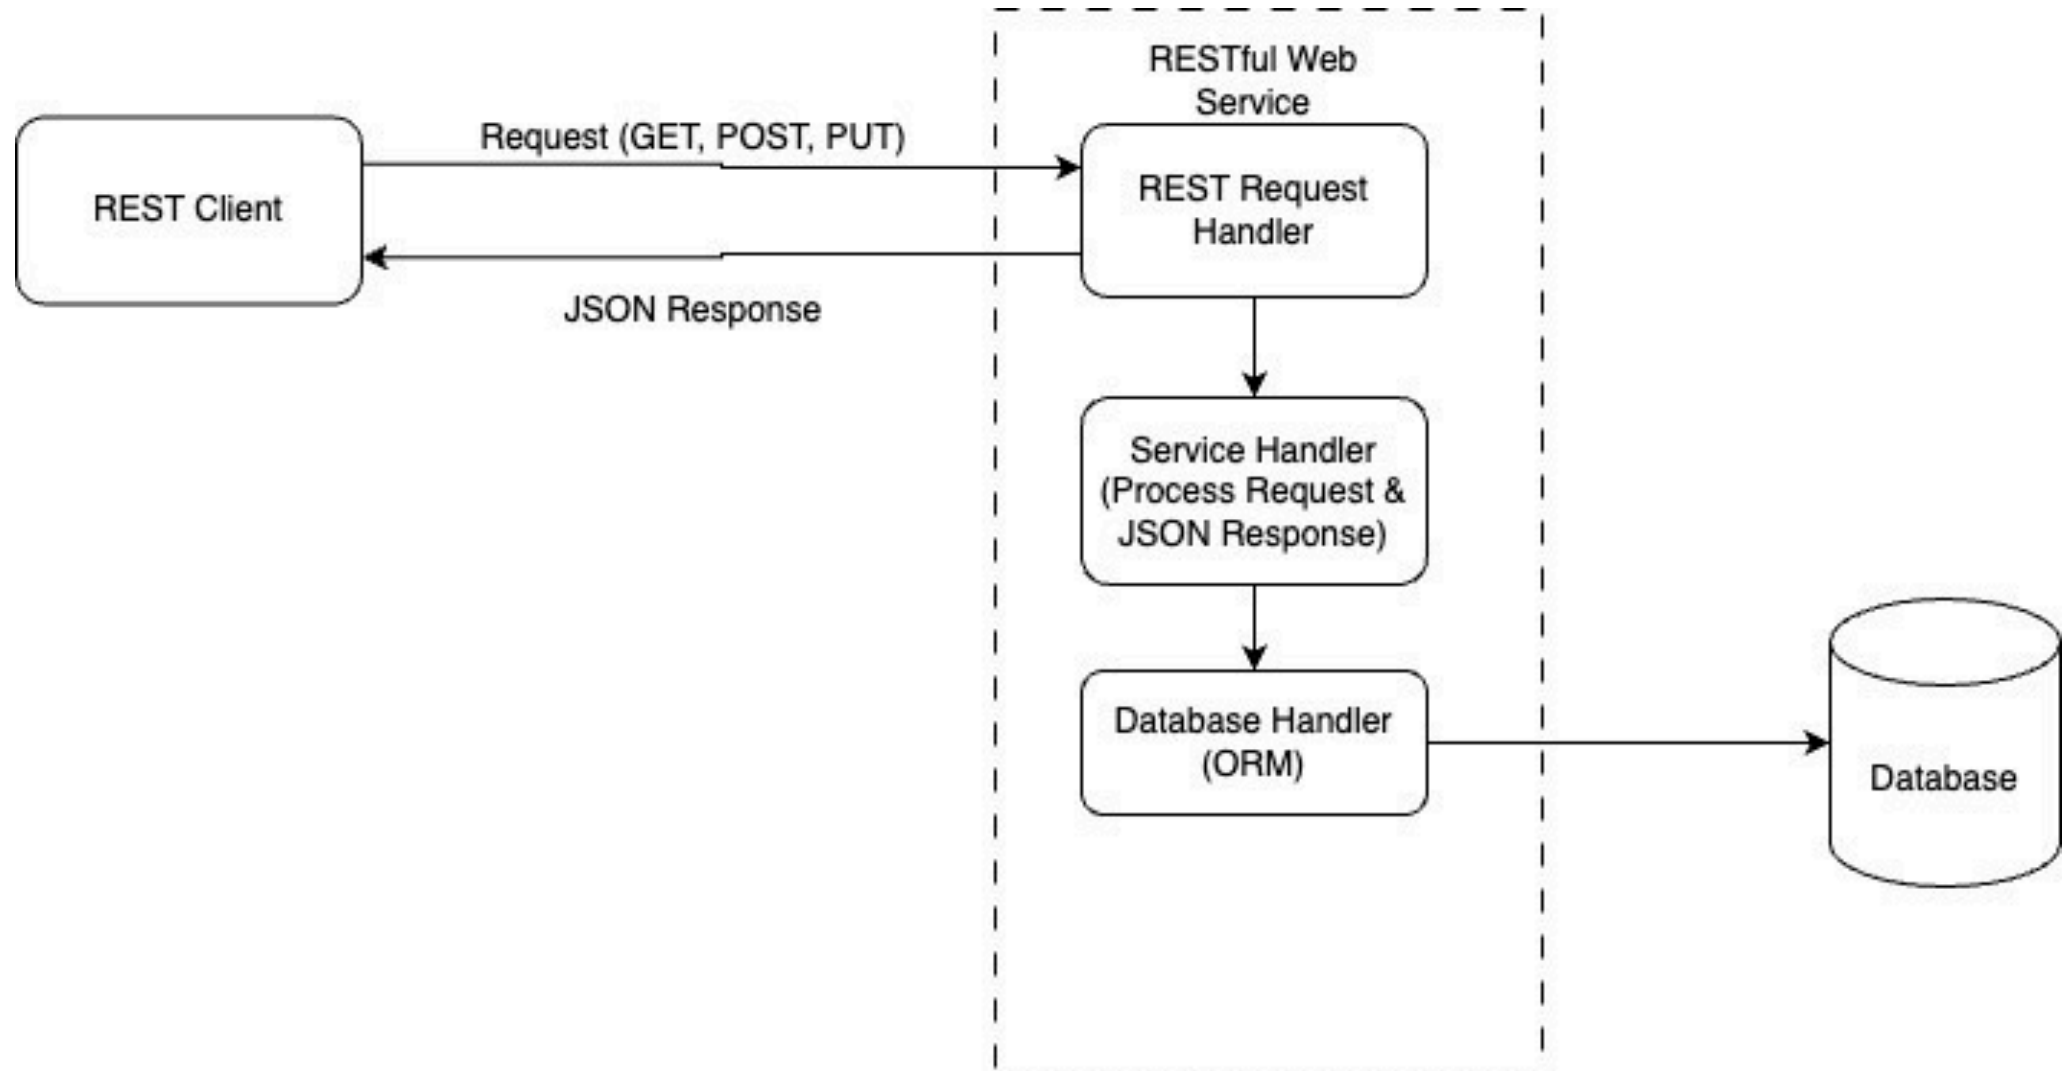 RESTful Web
Service
Request (GET, POST, PUT)
REST Client
REST Request
Handler
JSON Response
Service Handler
(Process Request &
JSON Response)
Database Handler
(ORM)
Database